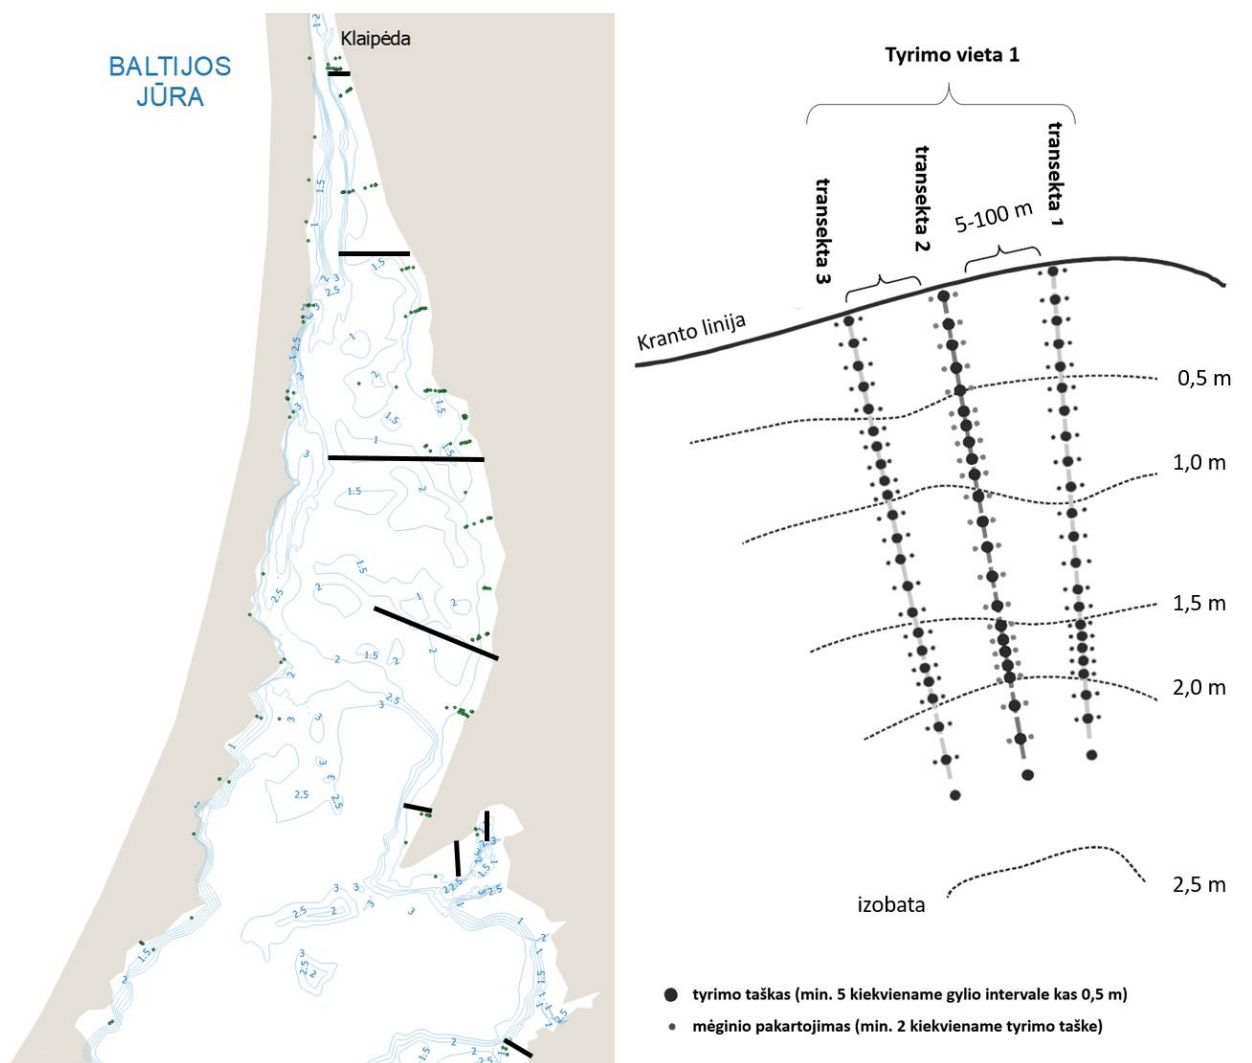 Klaipėda
BALTIJOS
JŪRA
Tyrimo vieta 1
transekta 3
transekta 2
transekta 1
5-100 m
Kranto linija
0,5 m
1,0 m
1,5 m
2,0 m
2,5 m
izobata
tyrimo taškas (min. 5 kiekviename gylio intervale kas 0,5 m)
mėginio pakartojimas (min. 2 kiekviename tyrimo taške)